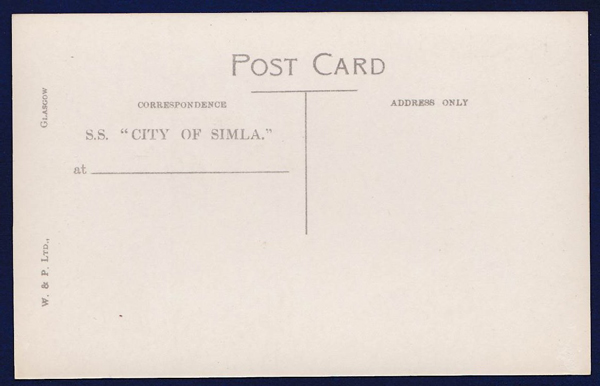 POST CARD
CORRESPONDENCE
ADDRESS ONLY
S.S. "CITY OF SIMLA."
at
W. & P. LTD.,
GLASGOW